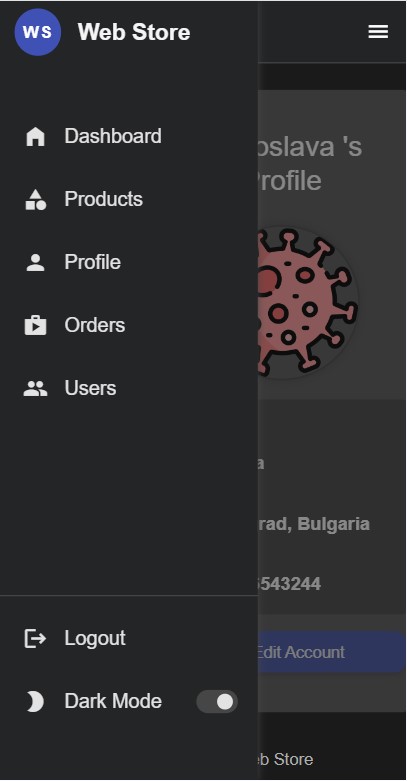 WS Web Store
oslava 's
Profile
Dashboard
Products
Profile
Orders
Users
a
rad, Bulgaria
543244
Logout
Edit Account
Dark Mode
eb Store